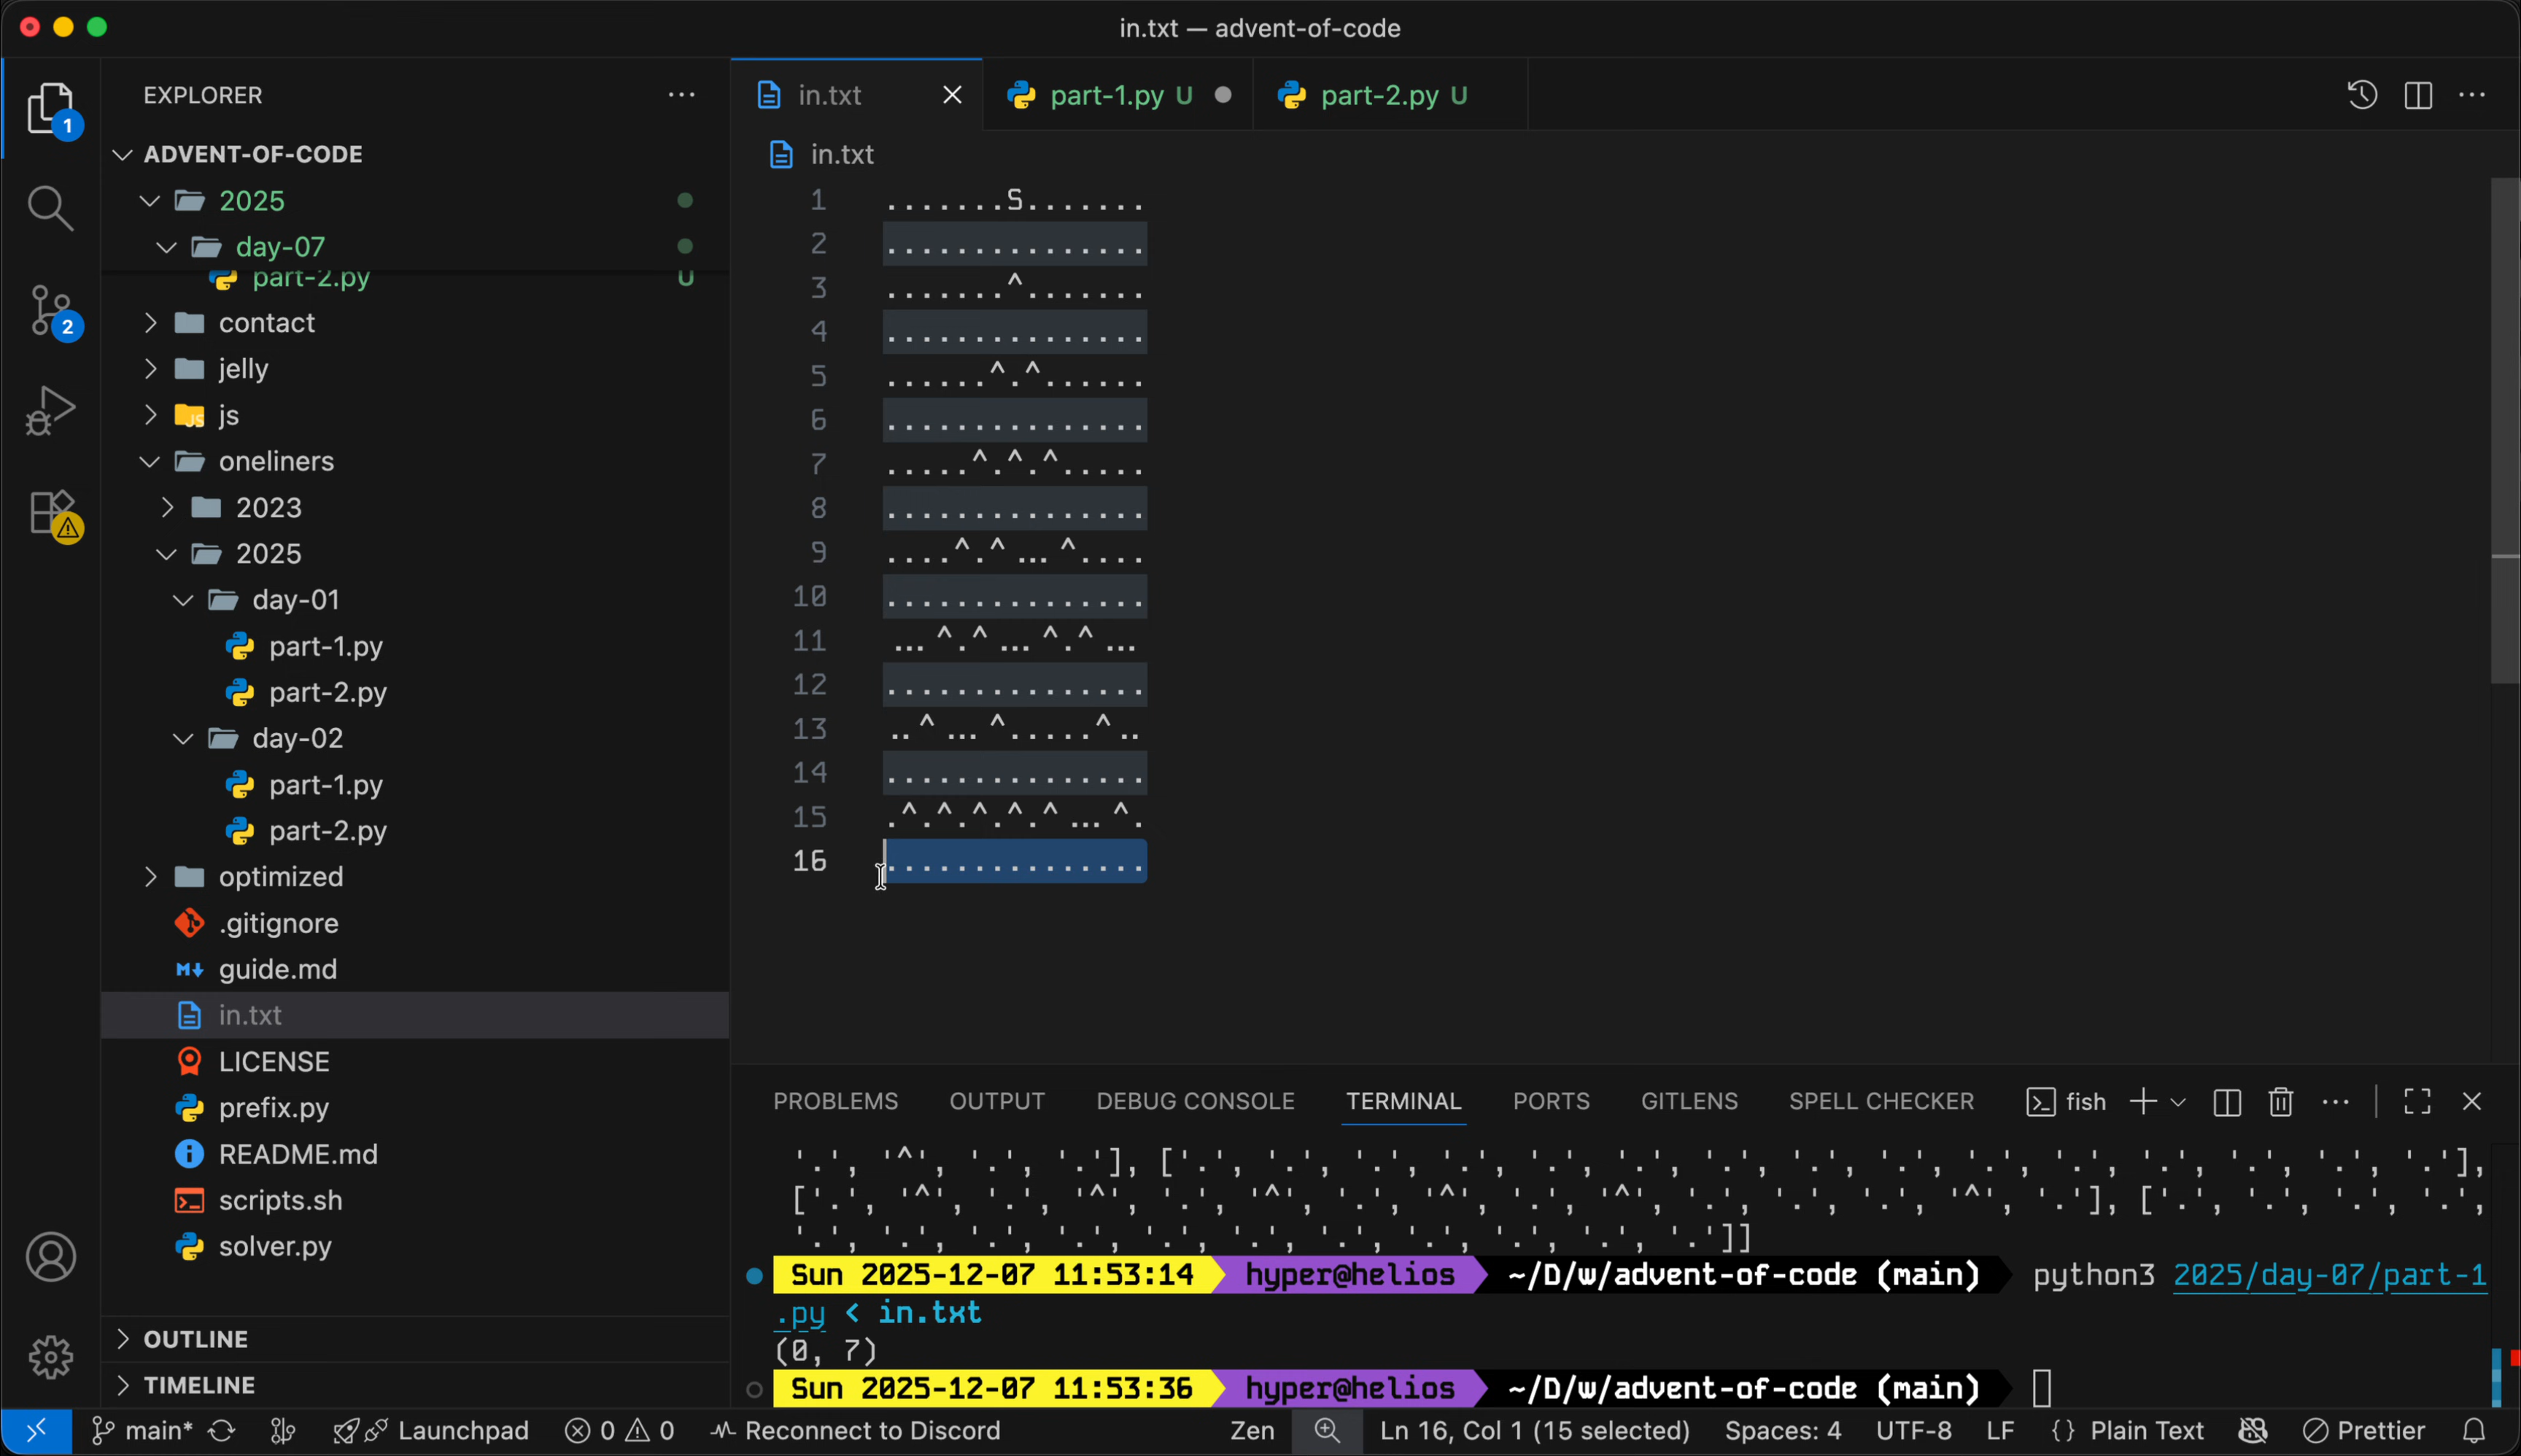 in.txt — advent-of-code
EXPLORER
ADVENT-OF-CODE
2025
day-07
part-2.py U
contact
jelly
js
oneliners
2023
2025
day-01
part-1.py
part-2.py
day-02
part-1.py
part-2.py
optimized
.gitignore
guide.md
in.txt
LICENSE
prefix.py
README.md
scripts.sh
solver.py
OUTLINE
TIMELINE
1
2
in.txt
part-1.py U
part-2.py U
in.txt
1 .......S.......
2 ...............
3 .......^.......
4 ...............
5 ......^.^......
6 ...............
7 .....^.^.^.....
8 ...............
9 ....^.^...^....
10 ...............
11 ...^.^...^.^...
12 ...............
13 ..^...^.....^..
14 ...............
15 .^.^.^.^.^...^.
16 ...............
PROBLEMS OUTPUT DEBUG CONSOLE TERMINAL PORTS GITLENS SPELL CHECKER fish
'.', '^', '.', '.'], ['.', '.', '.', '.', '.', '.', '.', '.', '.', '.', '.', '.', '.', '.', '.'],
['.', '^', '.', '^', '.', '^', '.', '^', '.', '^', '.', '.', '.', '^', '.'], ['.', '.', '.', '.',
'.', '.', '.', '.', '.', '.', '.', '.', '.', '.', '.']]
Sun 2025-12-07 11:53:14 hyper@helios ~/D/w/advent-of-code (main) python3 2025/day-07/part-1
.py < in.txt
(0, 7)
Sun 2025-12-07 11:53:36 hyper@helios ~/D/w/advent-of-code (main)
main* Launchpad 0 0 Reconnect to Discord Zen Ln 16, Col 1 (15 selected) Spaces: 4 UTF-8 LF {} Plain Text Prettier